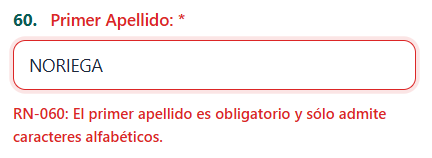 60. Primer Apellido: *
NORIEGA
RN-060: El primer apellido es obligatorio y sólo admite
caracteres alfabéticos.